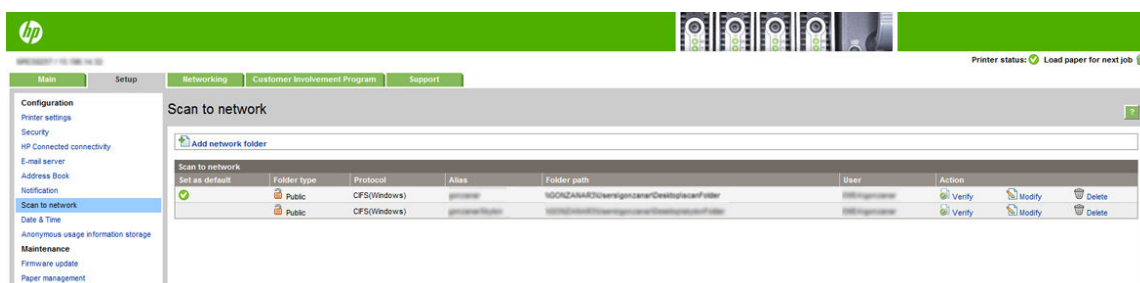 hp
Printer status: Load paper for next job
Main Setup Networking Customer Involvement Program Support
Configuration
Printer settings
Security
HP Connected connectivity
E-mail server
Address Book
Notification
Scan to network
Date & Time
Anonymous usage information storage
Maintenance
Firmware update
Paper management
Scan to network
?
Add network folder
Scan to network
Set as default Folder type Protocol Alias Folder path User Action
Public CIFS(Windows) Verify Modify Delete
Public CIFS(Windows) Verify Modify Delete